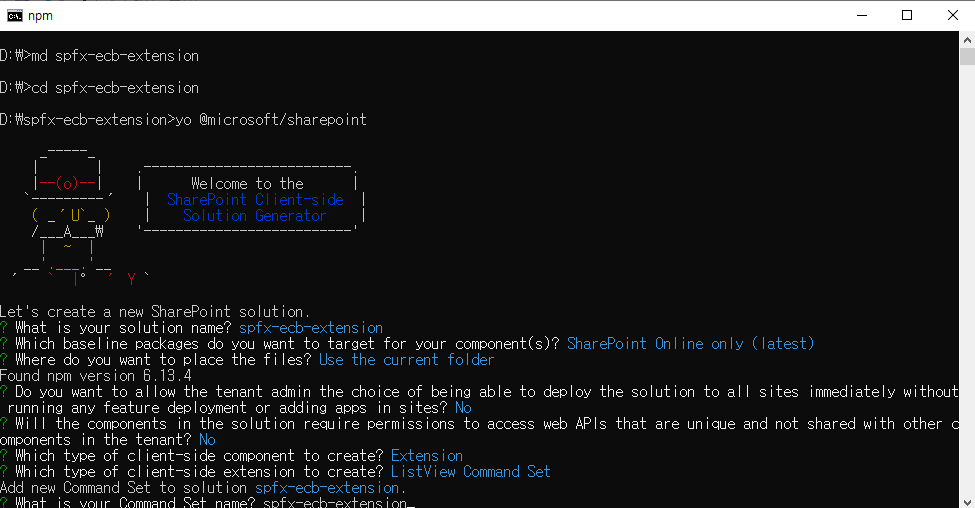 npm
D:\>md spfx-ecb-extension
D:\>cd spfx-ecb-extension
D:\spfx-ecb-extension>yo @microsoft/sharepoint
Welcome to the
SharePoint Client-side
Solution Generator
Let's create a new SharePoint solution.
? What is your solution name? spfx-ecb-extension
? Which baseline packages do you want to target for your component(s)? SharePoint Online only (latest)
? Where do you want to place the files? Use the current folder
Found npm version 6.13.4
? Do you want to allow the tenant admin the choice of being able to deploy the solution to all sites immediately without
running any feature deployment or adding apps in sites? No
? Will the components in the solution require permissions to access web APIs that are unique and not shared with other c
omponents in the tenant? No
? Which type of client-side component to create? Extension
? Which type of client-side extension to create? ListView Command Set
Add new Command Set to solution spfx-ecb-extension.
? What is your Command Set name? spfx-ecb-extension_